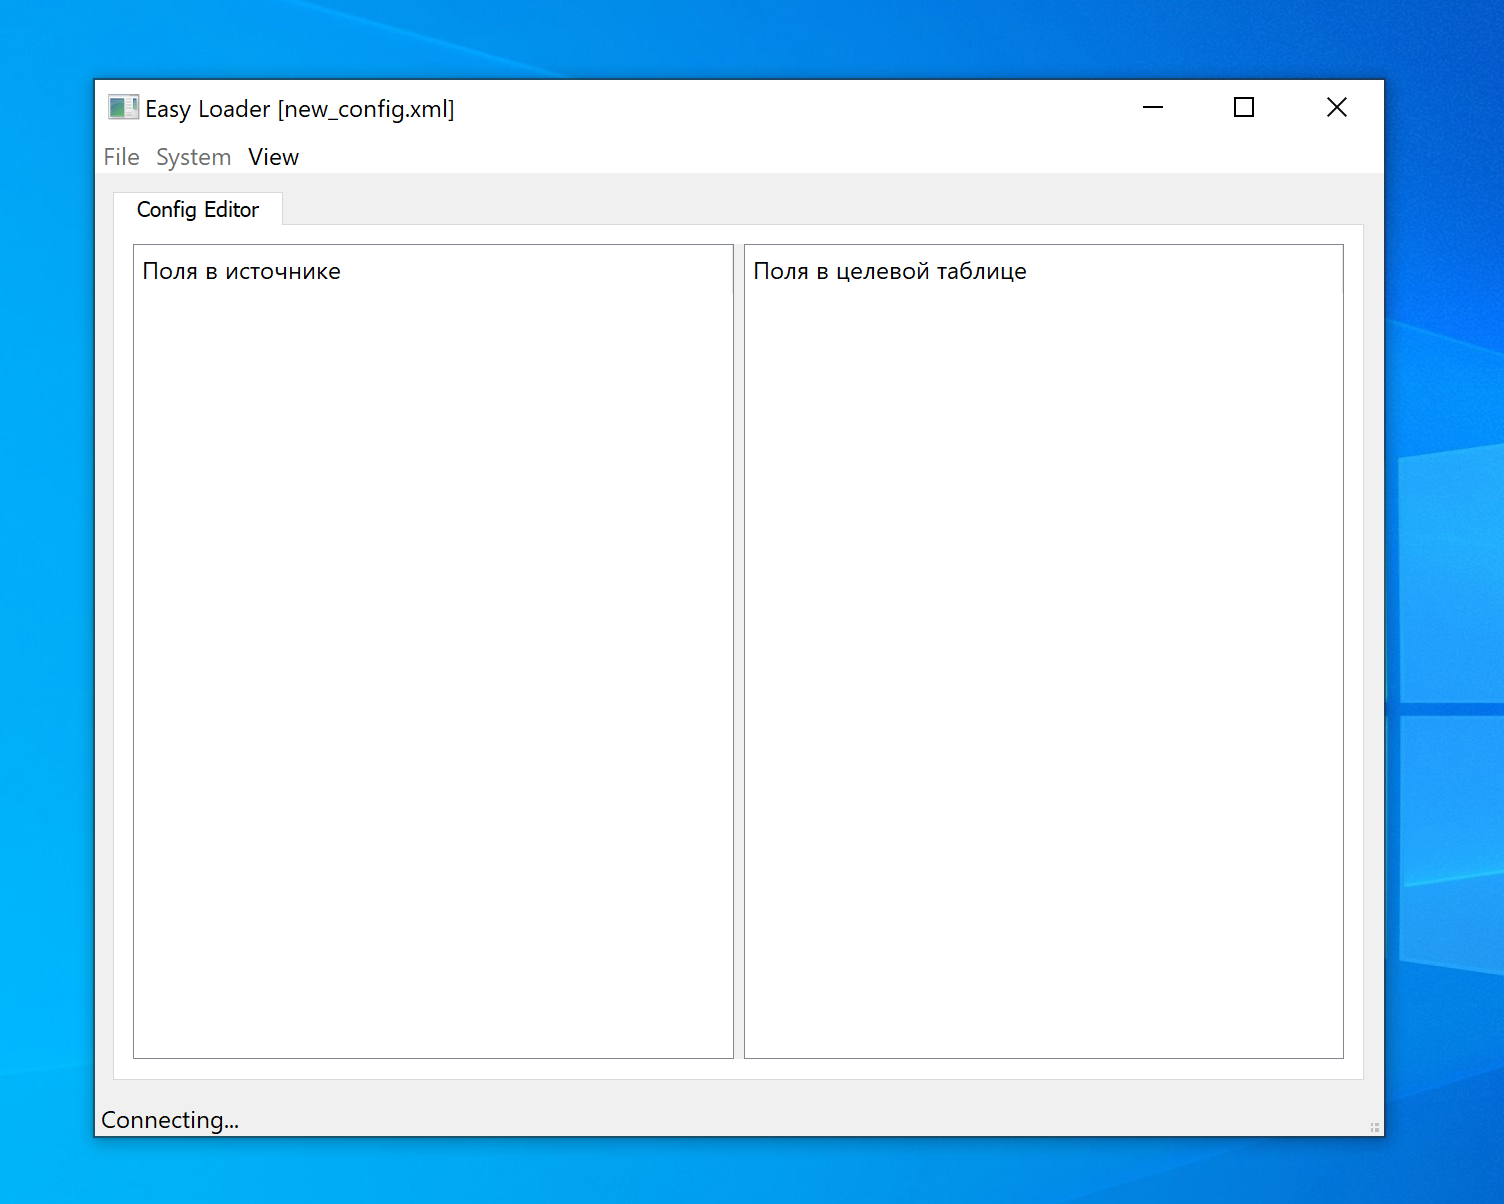 Easy Loader [new_config.xml]
File System View
Config Editor
Поля в источнике
Поля в целевой таблице
Connecting...